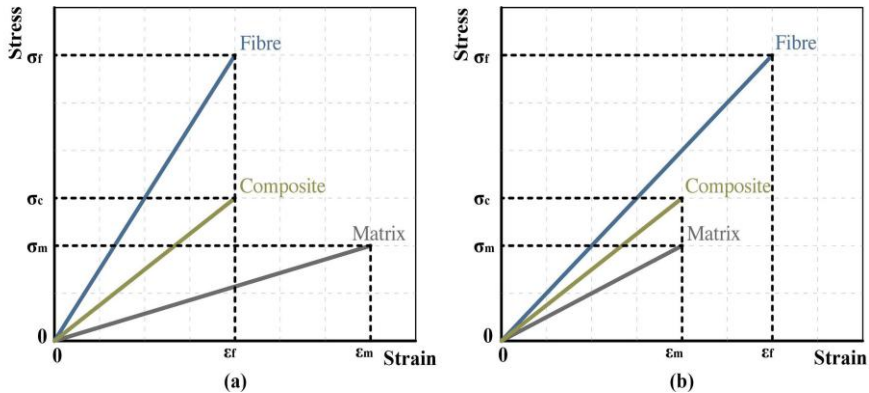 Stress
σf
Fibre
σc
Composite
σm
Matrix
0
0
εf
εm
Strain
(a)
Stress
σf
Fibre
σc
Composite
σm
Matrix
0
0
εm
εf
Strain
(b)